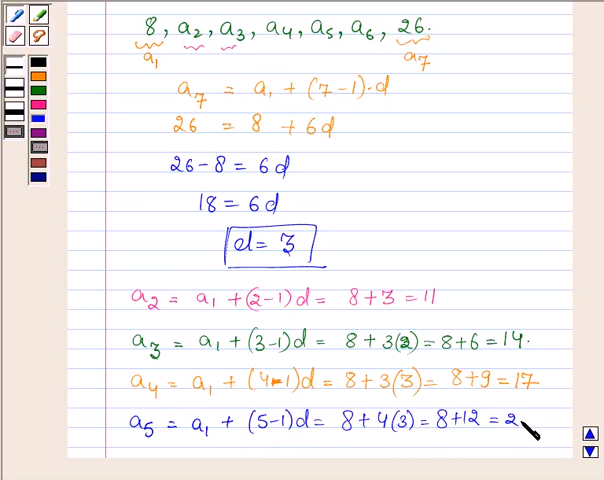 8, a2, a3, a4, a5, a6, 26.
a1 a7
a7 = a1 + (7-1)·d
26 = 8 + 6d
26-8 = 6d
18 = 6d
d= 3
a2 = a1 + (2-1)d = 8+3 = 11
a3 = a1 + (3-1)d = 8+3(2) = 8+6 = 14.
a4 = a1 + (4-1)d = 8+3(3) = 8+9 = 17
a5 = a1 + (5-1)d = 8+4(3) = 8+12 = 2